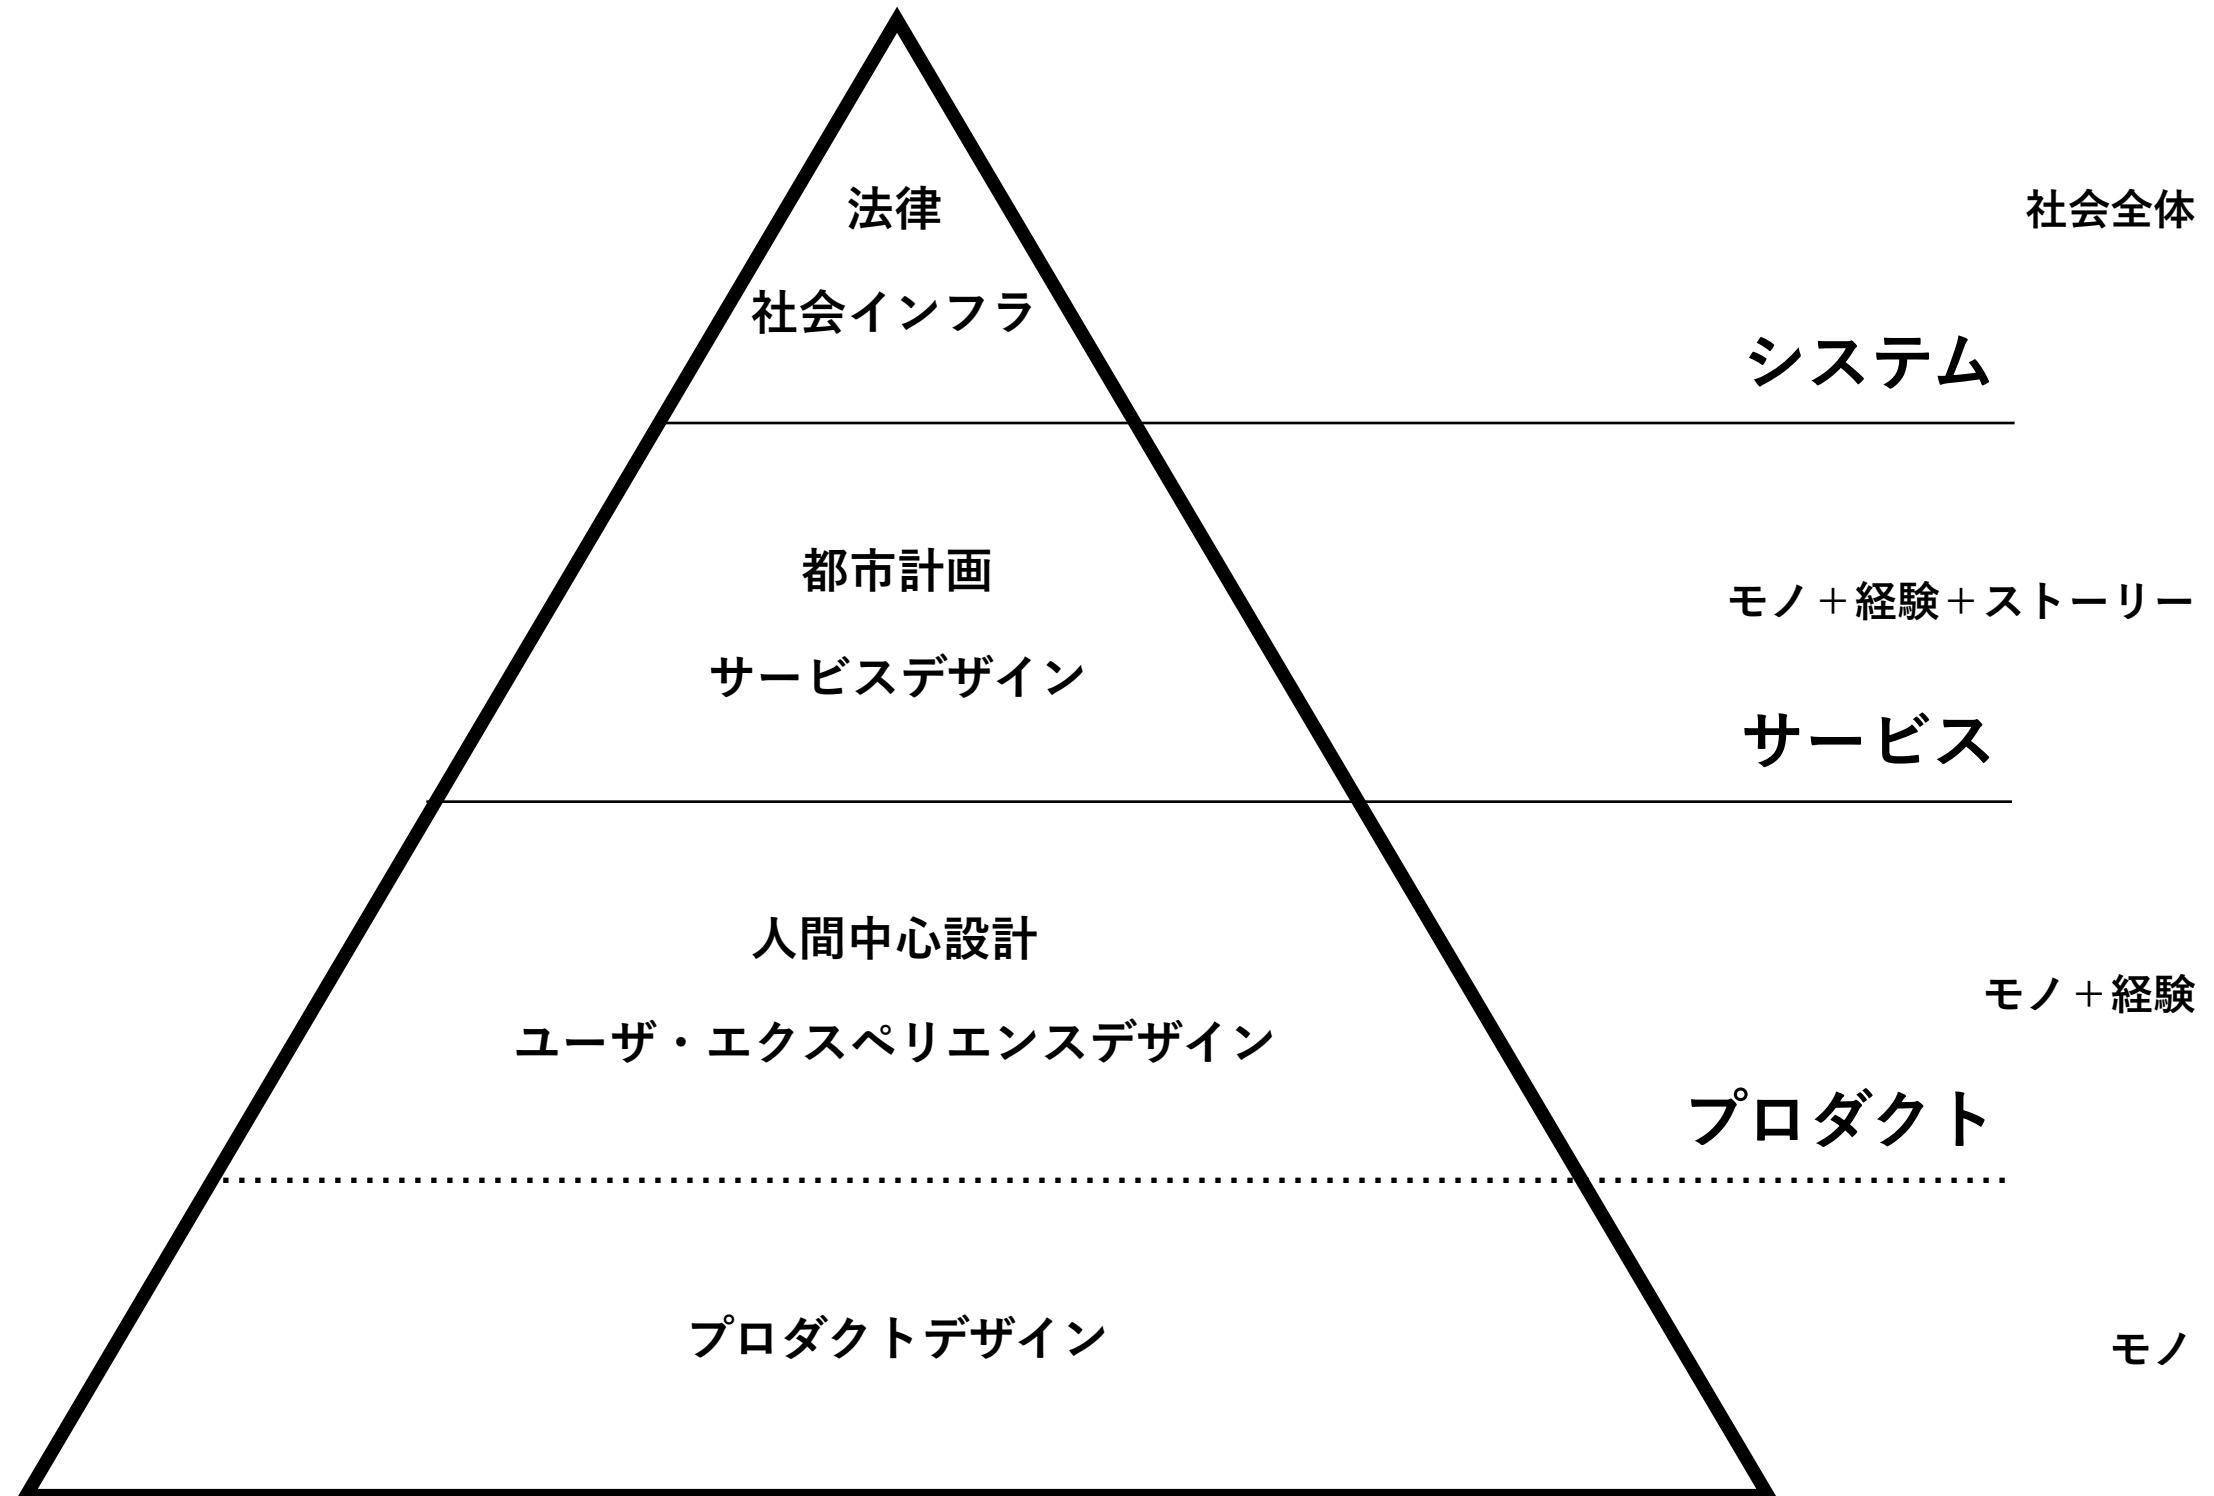 法律
社会全体
社会インフラ
システム
都市計画
モノ＋経験＋ストーリー
サービスデザイン
サービス
人間中心設計
モノ＋経験
ユーザ・エクスペリエンスデザイン
プロダクト
プロダクトデザイン
モノ